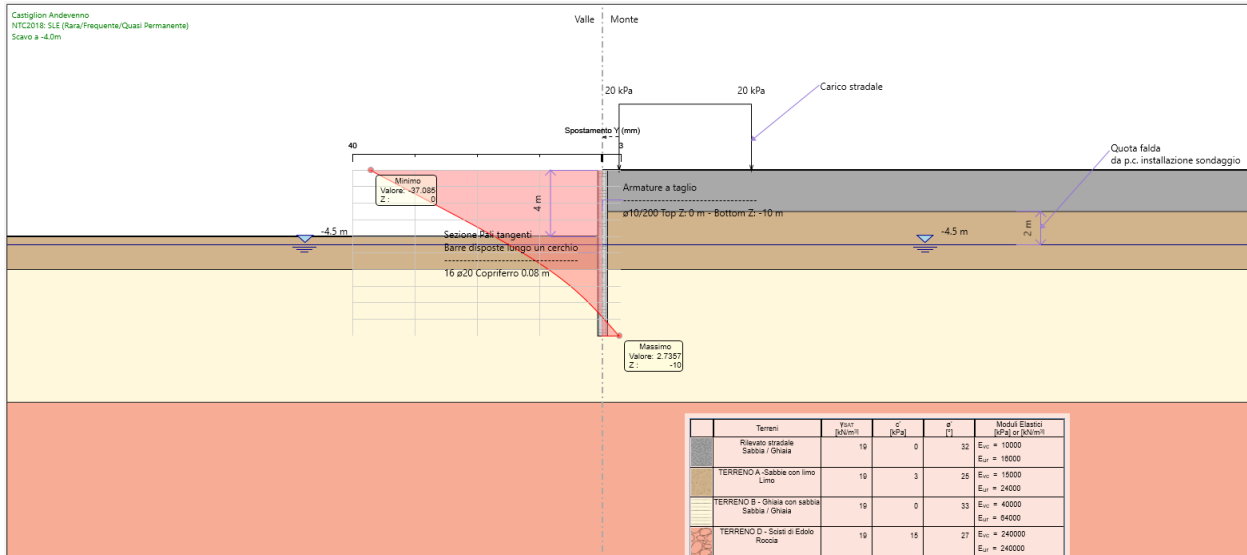 Castiglion Andevenno
NTC2018: SLE (Rara/Frequente/Quasi Permanente)
Scavo a -4.0m
Valle
Monte
20 kPa
20 kPa
Carico stradale
Spostamento Y (mm)
40
3
Quota falda
da p.c. installazione sondaggio
Minimo
Valore: -37.085
Z : 0
4 m
Armature a taglio
--------------------
ø10/200 Top Z: 0 m - Bottom Z: -10 m
-4.5 m
-4.5 m
2 m
Sezione Pali tangenti
Barre disposte lungo un cerchio
--------------------
16 ø20 Copriferro 0.08 m
Massimo
Valore: 2.7357
Z : -10
Terreni γSAT [kN/m³] c' [kPa] ø' [°] Moduli Elastici [kPa] or [kN/m³]
Rilevato stradale
Sabbia / Ghiaia
19 0 32 Evc = 10000
Eur = 16000
TERRENO A -Sabbie con limo
Limo
19 3 25 Evc = 15000
Eur = 24000
TERRENO B - Ghiaia con sabbia
Sabbia / Ghiaia
19 0 33 Evc = 40000
Eur = 64000
TERRENO D - Scisti di Edolo
Roccia
19 15 27 Evc = 240000
Eur = 240000